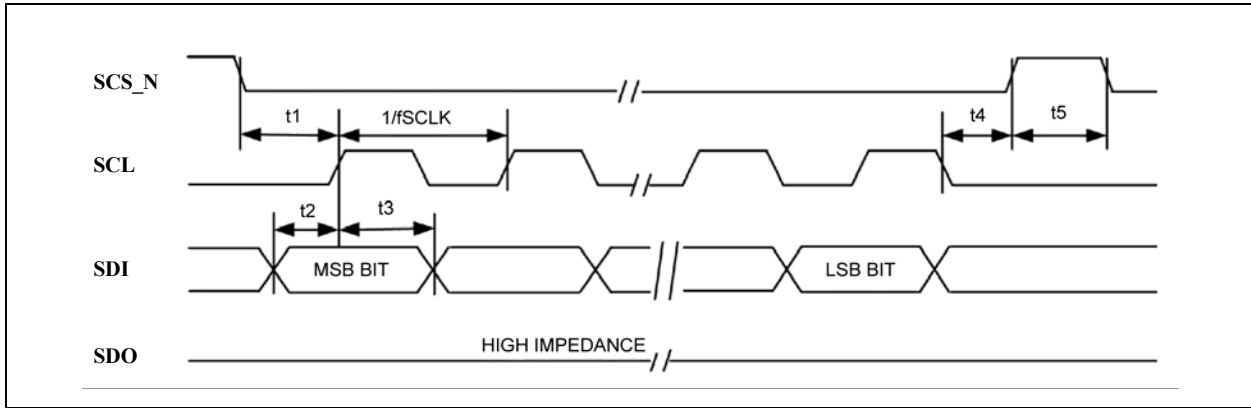 SCS_N
t1
1/fSCLK
t4
t5
SCL
t2
t3
SDI
MSB BIT
LSB BIT
SDO
HIGH IMPEDANCE